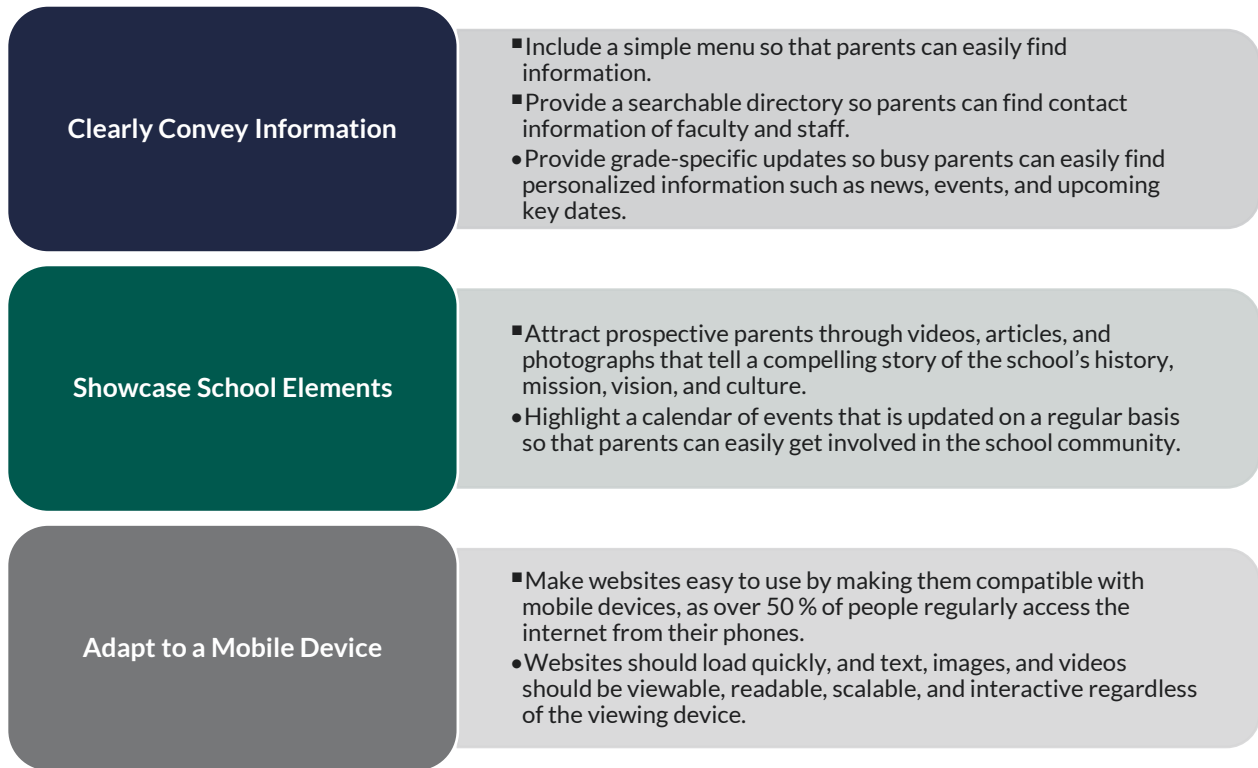 Clearly Convey Information
▪Include a simple menu so that parents can easily find
information.
▪Provide a searchable directory so parents can find contact
information of faculty and staff.
•Provide grade-specific updates so busy parents can easily find
personalized information such as news, events, and upcoming
key dates.
Showcase School Elements
▪Attract prospective parents through videos, articles, and
photographs that tell a compelling story of the school’s history,
mission, vision, and culture.
•Highlight a calendar of events that is updated on a regular basis
so that parents can easily get involved in the school community.
Adapt to a Mobile Device
▪Make websites easy to use by making them compatible with
mobile devices, as over 50 % of people regularly access the
internet from their phones.
•Websites should load quickly, and text, images, and videos
should be viewable, readable, scalable, and interactive regardless
of the viewing device.